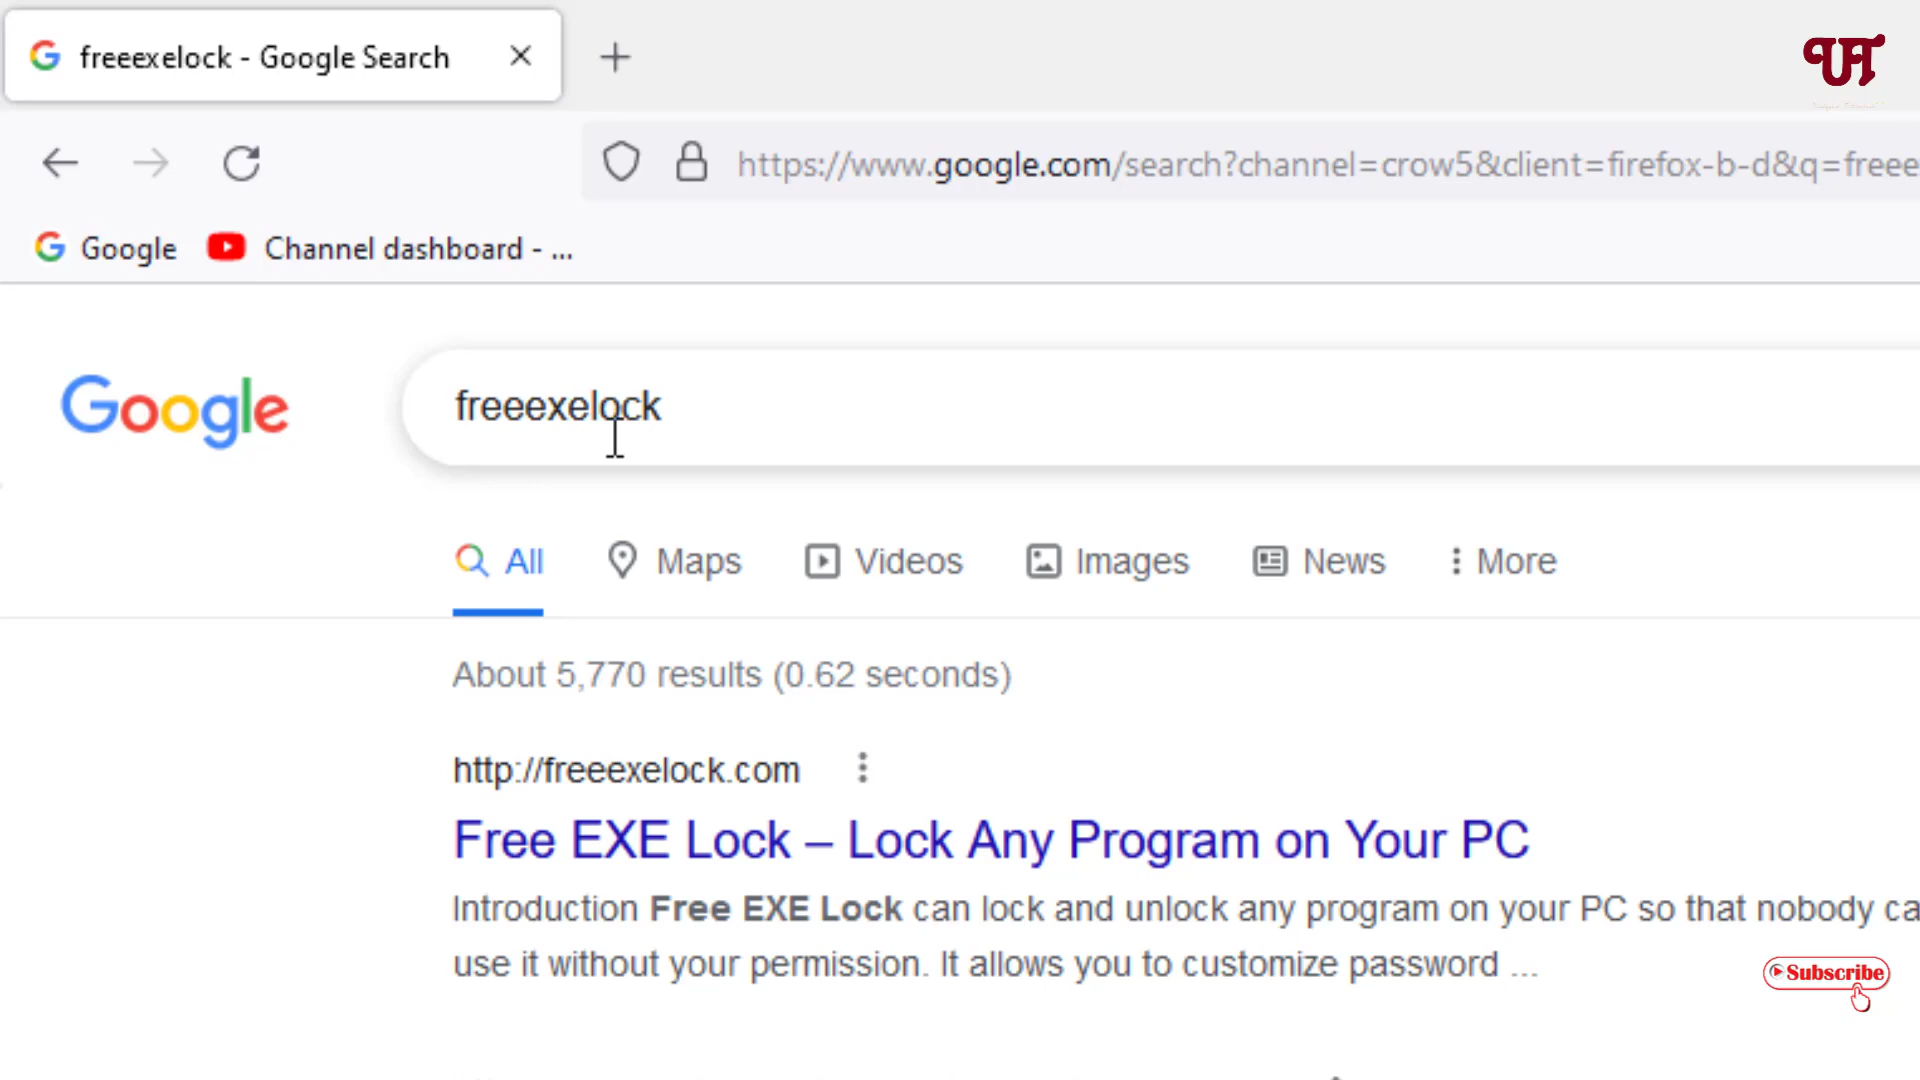 freeexelock - Google Search
https://www.google.com/search?channel=crow5&client=firefox-b-d&q=freee
Google
Channel dashboard - ...
Google
freeexelock
All
Maps
Videos
Images
News
More
About 5,770 results (0.62 seconds)
http://freeexelock.com
Free EXE Lock – Lock Any Program on Your PC
Introduction Free EXE Lock can lock and unlock any program on your PC so that nobody ca
use it without your permission. It allows you to customize password ...
Subscribe